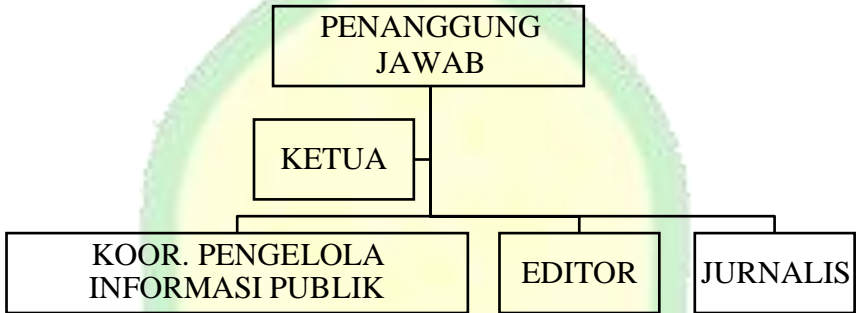 PENANGGUNG
JAWAB
KETUA
KOOR. PENGELOLA
INFORMASI PUBLIK
EDITOR
JURNALIS